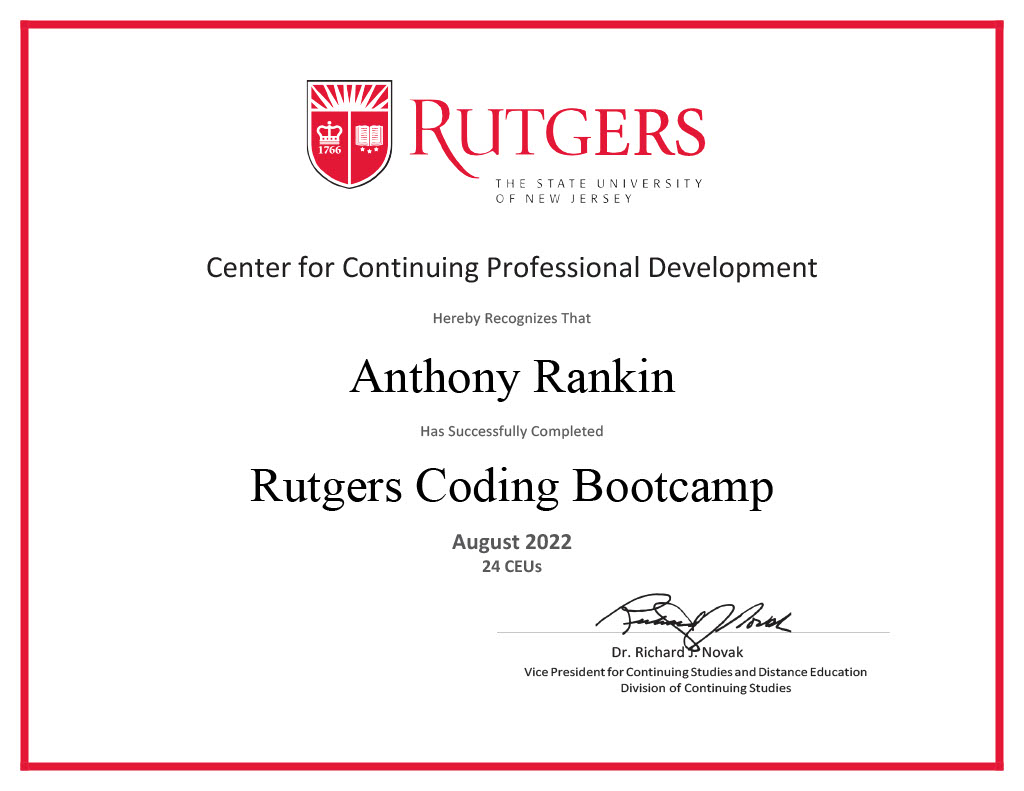 1766
RUTGERS
THE STATE UNIVERSITY
OF NEW JERSEY
Center for Continuing Professional Development
Hereby Recognizes That
Anthony Rankin
Has Successfully Completed
Rutgers Coding Bootcamp
August 2022
24 CEUs
Richard J. Novak
Dr. Richard J. Novak
Vice President for Continuing Studies and Distance Education
Division of Continuing Studies